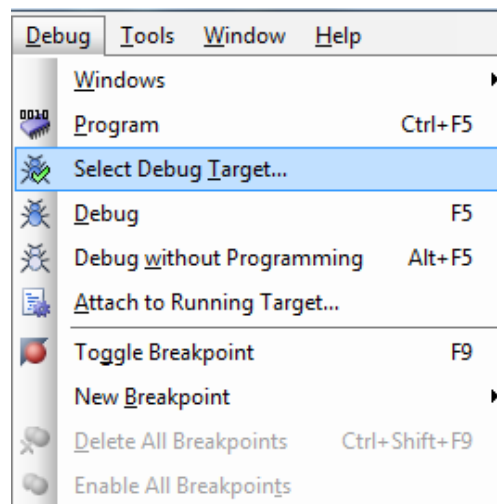 Debug Tools Window Help
Windows
0010
Program Ctrl+F5
Select Debug Target...
Debug F5
Debug without Programming Alt+F5
Attach to Running Target...
Toggle Breakpoint F9
New Breakpoint
Delete All Breakpoints Ctrl+Shift+F9
Enable All Breakpoints